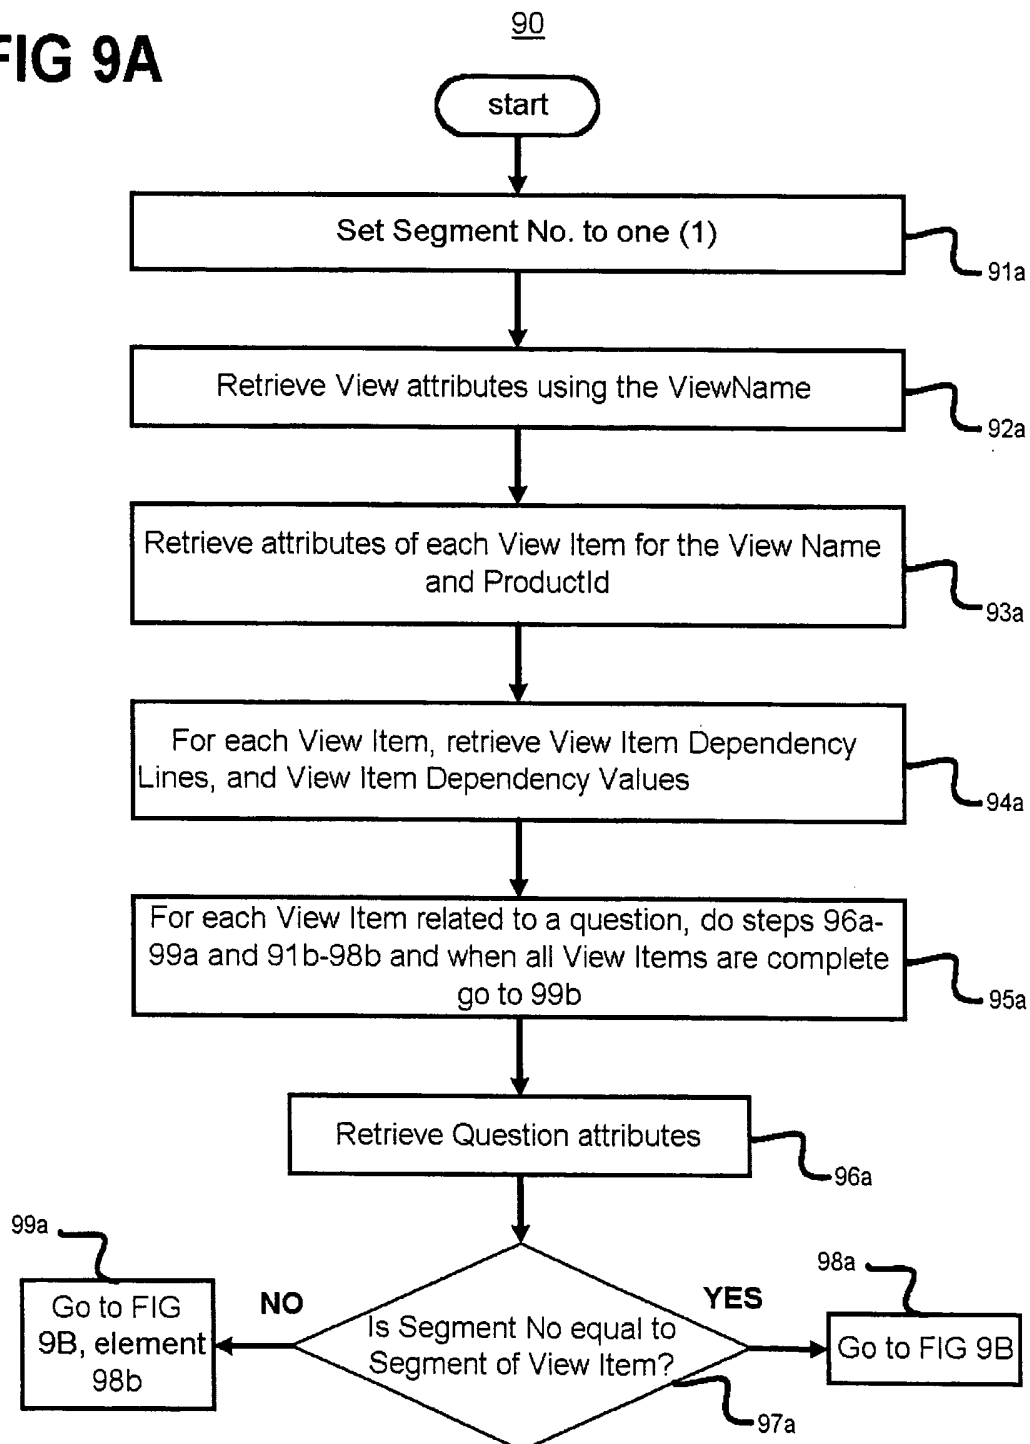 90
FIG 9A
start
Set Segment No. to one (1)
91a
Retrieve View attributes using the ViewName
92a
Retrieve attributes of each View Item for the View Name
and ProductId
93a
For each View Item, retrieve View Item Dependency
Lines, and View Item Dependency Values
94a
For each View Item related to a question, do steps 96a-
99a and 91b-98b and when all View Items are complete
go to 99b
95a
Retrieve Question attributes
96a
99a
Go to FIG
9B, element
98b
NO
Is Segment No equal to
Segment of View Item?
97a
YES
98a
Go to FIG 9B